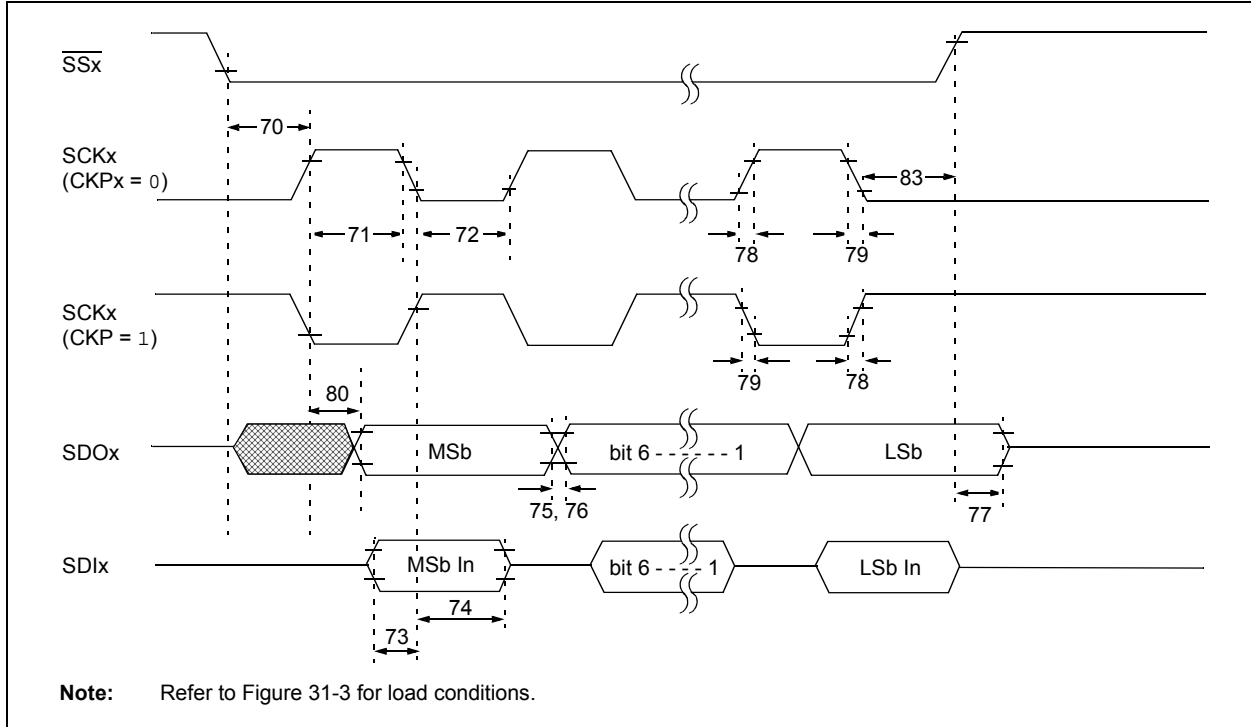 SSx
70
SCKx
(CKPx = 0)
83
71
72
78
79
SCKx
(CKP = 1)
79
78
80
SDOx
MSb
bit 6 - - - - - - 1
LSb
75, 76
77
SDIx
MSb In
bit 6 - - - - - 1
LSb In
74
73
Note: Refer to Figure 31-3 for load conditions.